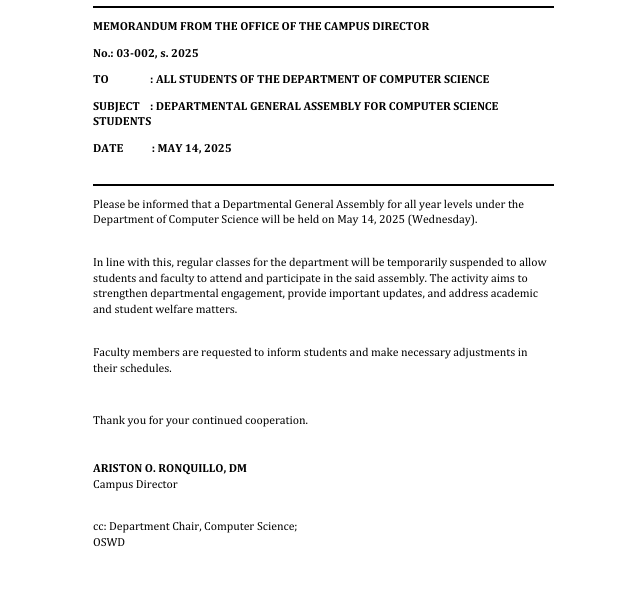 MEMORANDUM FROM THE OFFICE OF THE CAMPUS DIRECTOR
No.: 03-002, s. 2025
TO : ALL STUDENTS OF THE DEPARTMENT OF COMPUTER SCIENCE
SUBJECT : DEPARTMENTAL GENERAL ASSEMBLY FOR COMPUTER SCIENCE
STUDENTS
DATE : MAY 14, 2025
Please be informed that a Departmental General Assembly for all year levels under the
Department of Computer Science will be held on May 14, 2025 (Wednesday).
In line with this, regular classes for the department will be temporarily suspended to allow
students and faculty to attend and participate in the said assembly. The activity aims to
strengthen departmental engagement, provide important updates, and address academic
and student welfare matters.
Faculty members are requested to inform students and make necessary adjustments in
their schedules.
Thank you for your continued cooperation.
ARISTON O. RONQUILLO, DM
Campus Director
cc: Department Chair, Computer Science;
OSWD